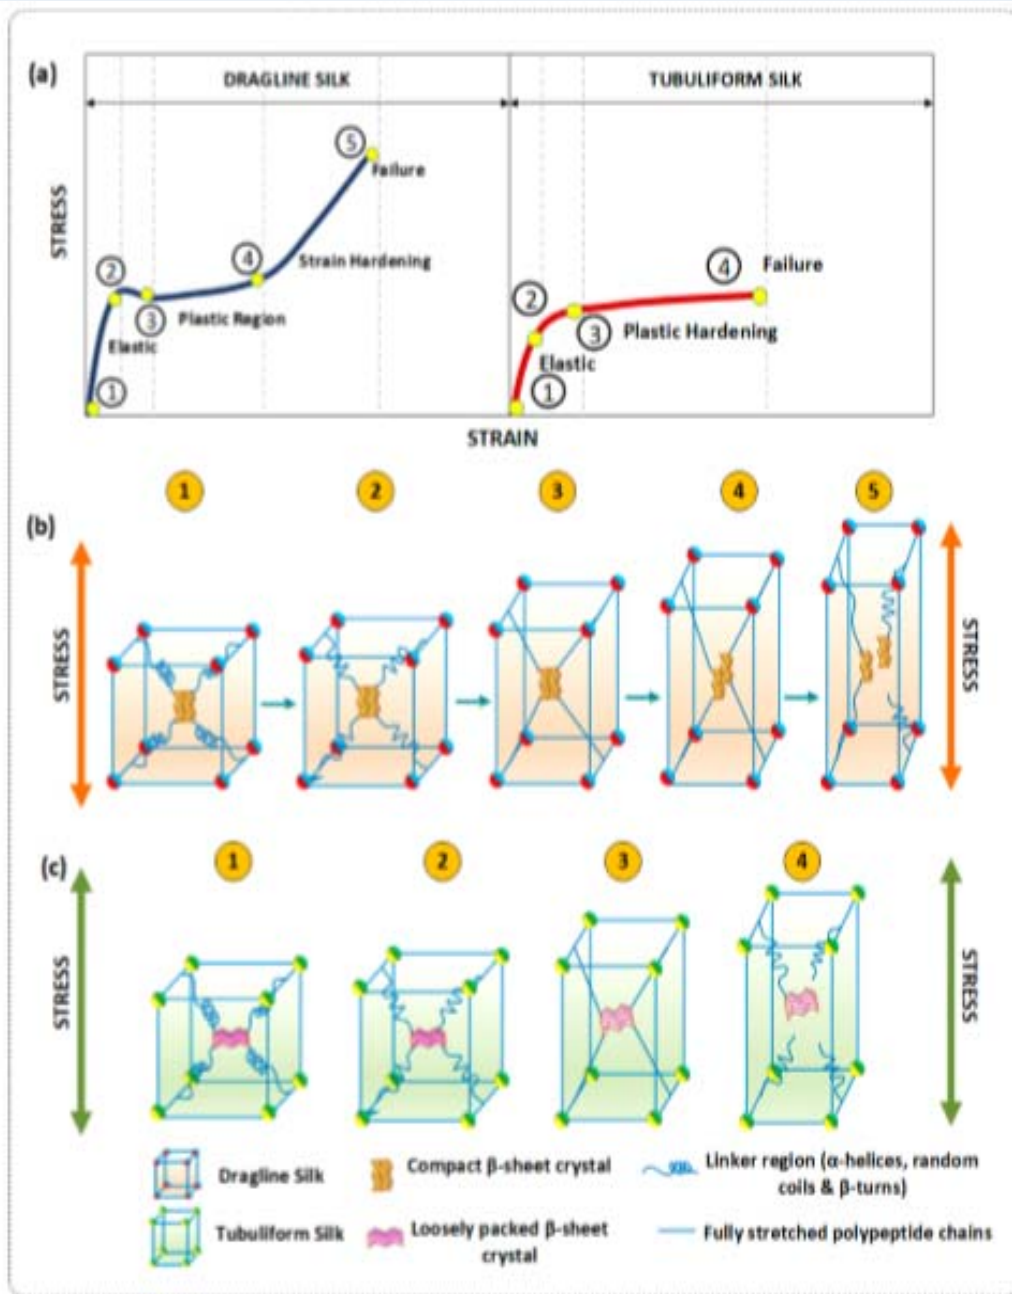 (a)
DRAGLINE SILK
TUBULIFORM SILK
STRESS
5
Failure
4
Strain Hardening
2
3
Plastic Region
Elastic
1
4
Failure
2
3
Plastic Hardening
Elastic
1
STRAIN
1
2
3
4
5
(b)
STRESS
STRESS
1
2
3
4
(c)
STRESS
STRESS
Dragline Silk
Compact β-sheet crystal
Linker region (α-helices, random
coils & β-turns)
Tubuliform Silk
Loosely packed β-sheet
crystal
Fully stretched polypeptide chains